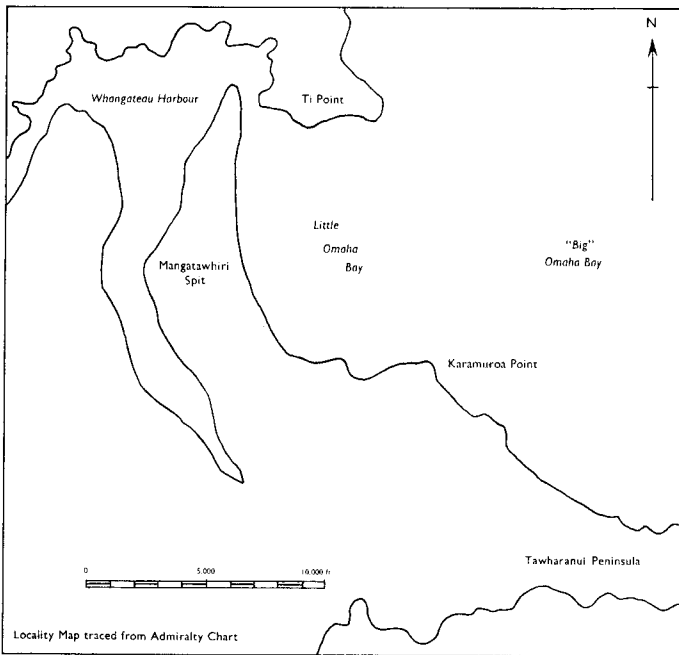 N
Whangateau Harbour
Ti Point
Little
Omaha
Bay
"Big"
Omaha Bay
Mangatawhiri
Spit
Karamuroa Point
0 5,000 10,000 ft
Tawharanui Peninsula
Locality Map traced from Admiralty Chart